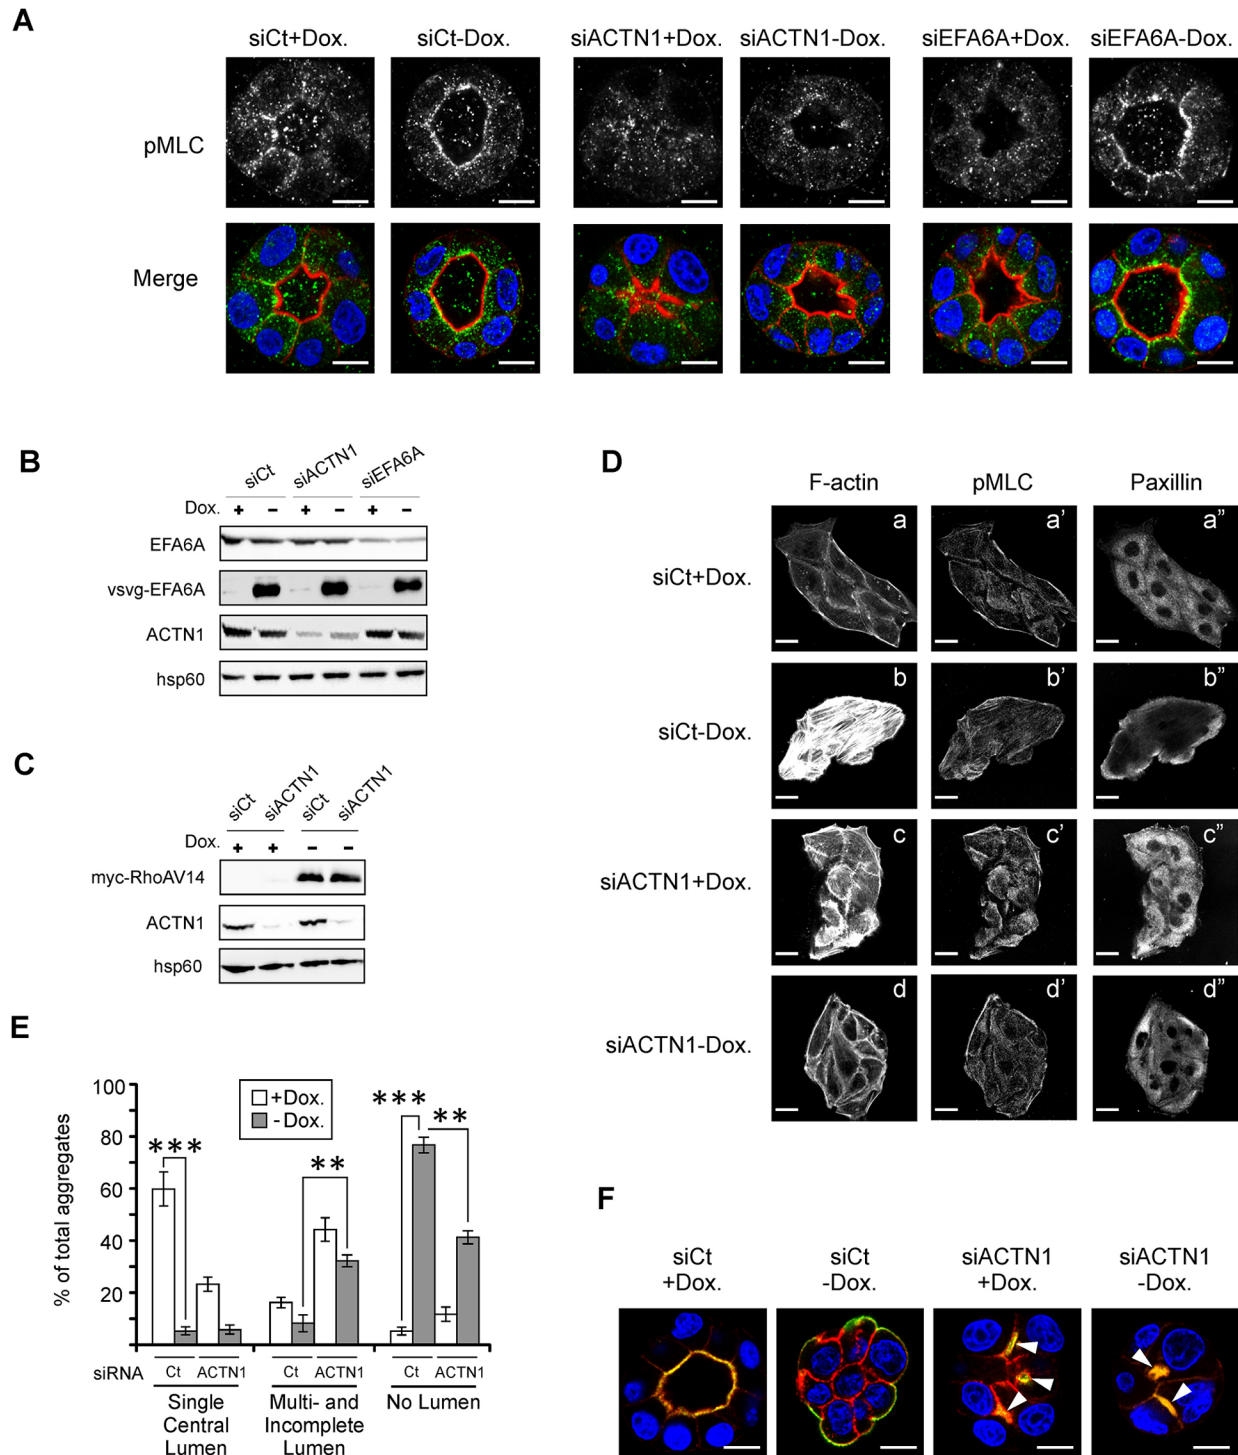 A
siCt+Dox. siCt-Dox. siACTN1+Dox. siACTN1-Dox. siEFA6A+Dox. siEFA6A-Dox.
pMLC
Merge
B
siCt siACTN1 siEFA6A
Dox. + - + - + -
EFA6A
vsvg-EFA6A
ACTN1
hsp60
C
siCt siACTN1 siCt siACTN1
Dox. + + - -
myc-RhoAV14
ACTN1
hsp60
D
F-actin pMLC Paxillin
siCt+Dox. a a' a"
siCt-Dox. b b' b"
siACTN1+Dox. c c' c"
siACTN1-Dox. d d' d"
E
% of total aggregates
100
80
60
40
20
+Dox.
-Dox.
*** ** *** **
siRNA Ct ACTN1 Ct ACTN1 Ct ACTN1
Single Central Lumen
Multi- and Incomplete Lumen
No Lumen
F
siCt +Dox.
siCt -Dox.
siACTN1 +Dox.
siACTN1 -Dox.